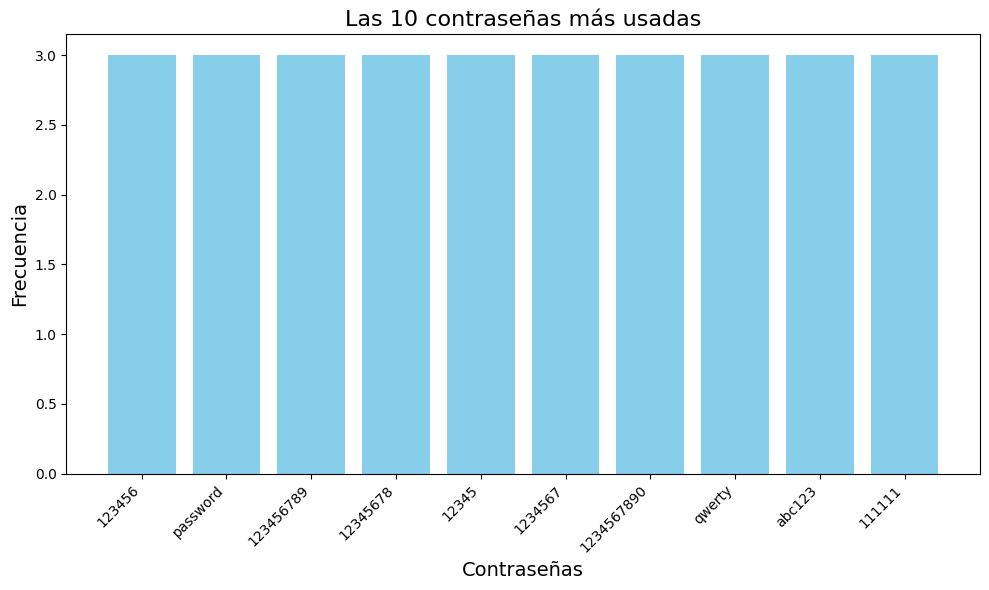 Las 10 contraseñas más usadas
Frecuencia
3.0
2.5
2.0
1.5
1.0
0.5
0.0
123456
password
123456789
12345678
12345
1234567
1234567890
qwerty
abc123
111111
Contraseñas